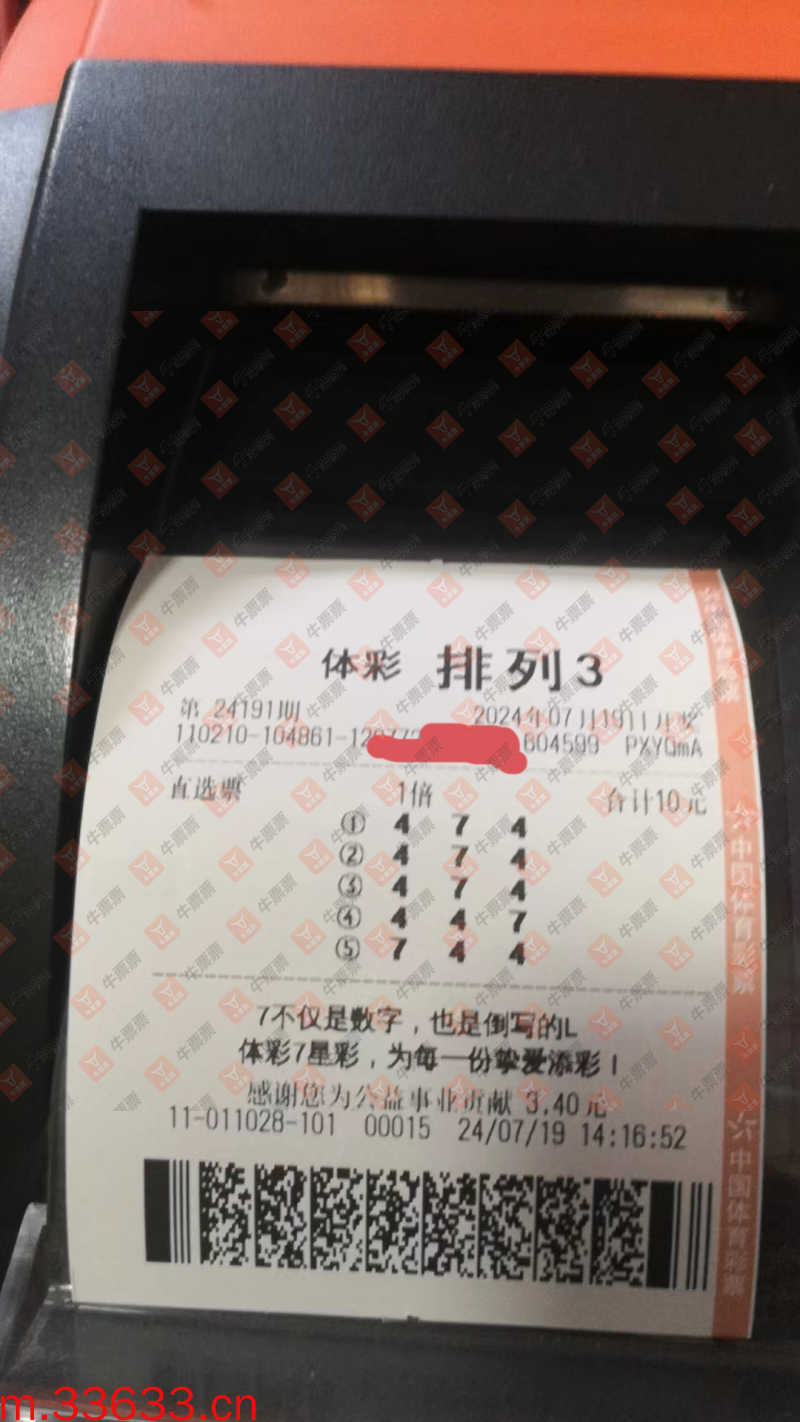 体彩 排列3
第 24191期 2024年07月19日开奖
110210-104861- 604599 PXYQmA
直选票 1倍 合计10元
① 4 7 4
② 4 7 4
③ 4 7 4
④ 4 4 7
⑤ 7 4 4
7不仅是数字，也是倒写的L
体彩7星彩，为每一份挚爱添彩！
感谢您为公益事业贡献 3.40元
11-011028-101 00015 24/07/19 14:16:52
中国体育彩票
中国体育彩票
牛票票
m.33633.cn